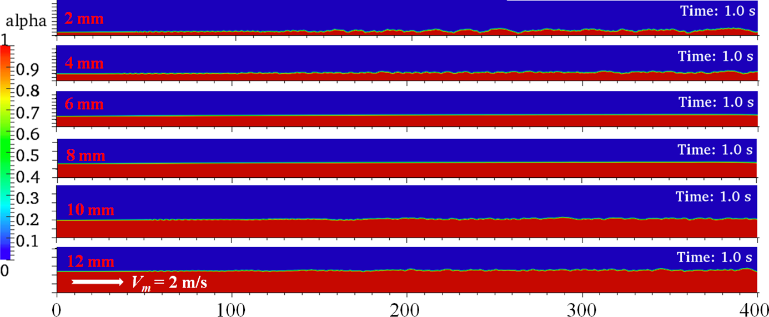 alpha
1
0.9
0.8
0.7
0.6
0.5
0.4
0.3
0.2
0.1
0
2 mm Time: 1.0 s
4 mm Time: 1.0 s
6 mm Time: 1.0 s
8 mm Time: 1.0 s
10 mm Time: 1.0 s
12 mm Time: 1.0 s
Vm = 2 m/s
0 100 200 300 400